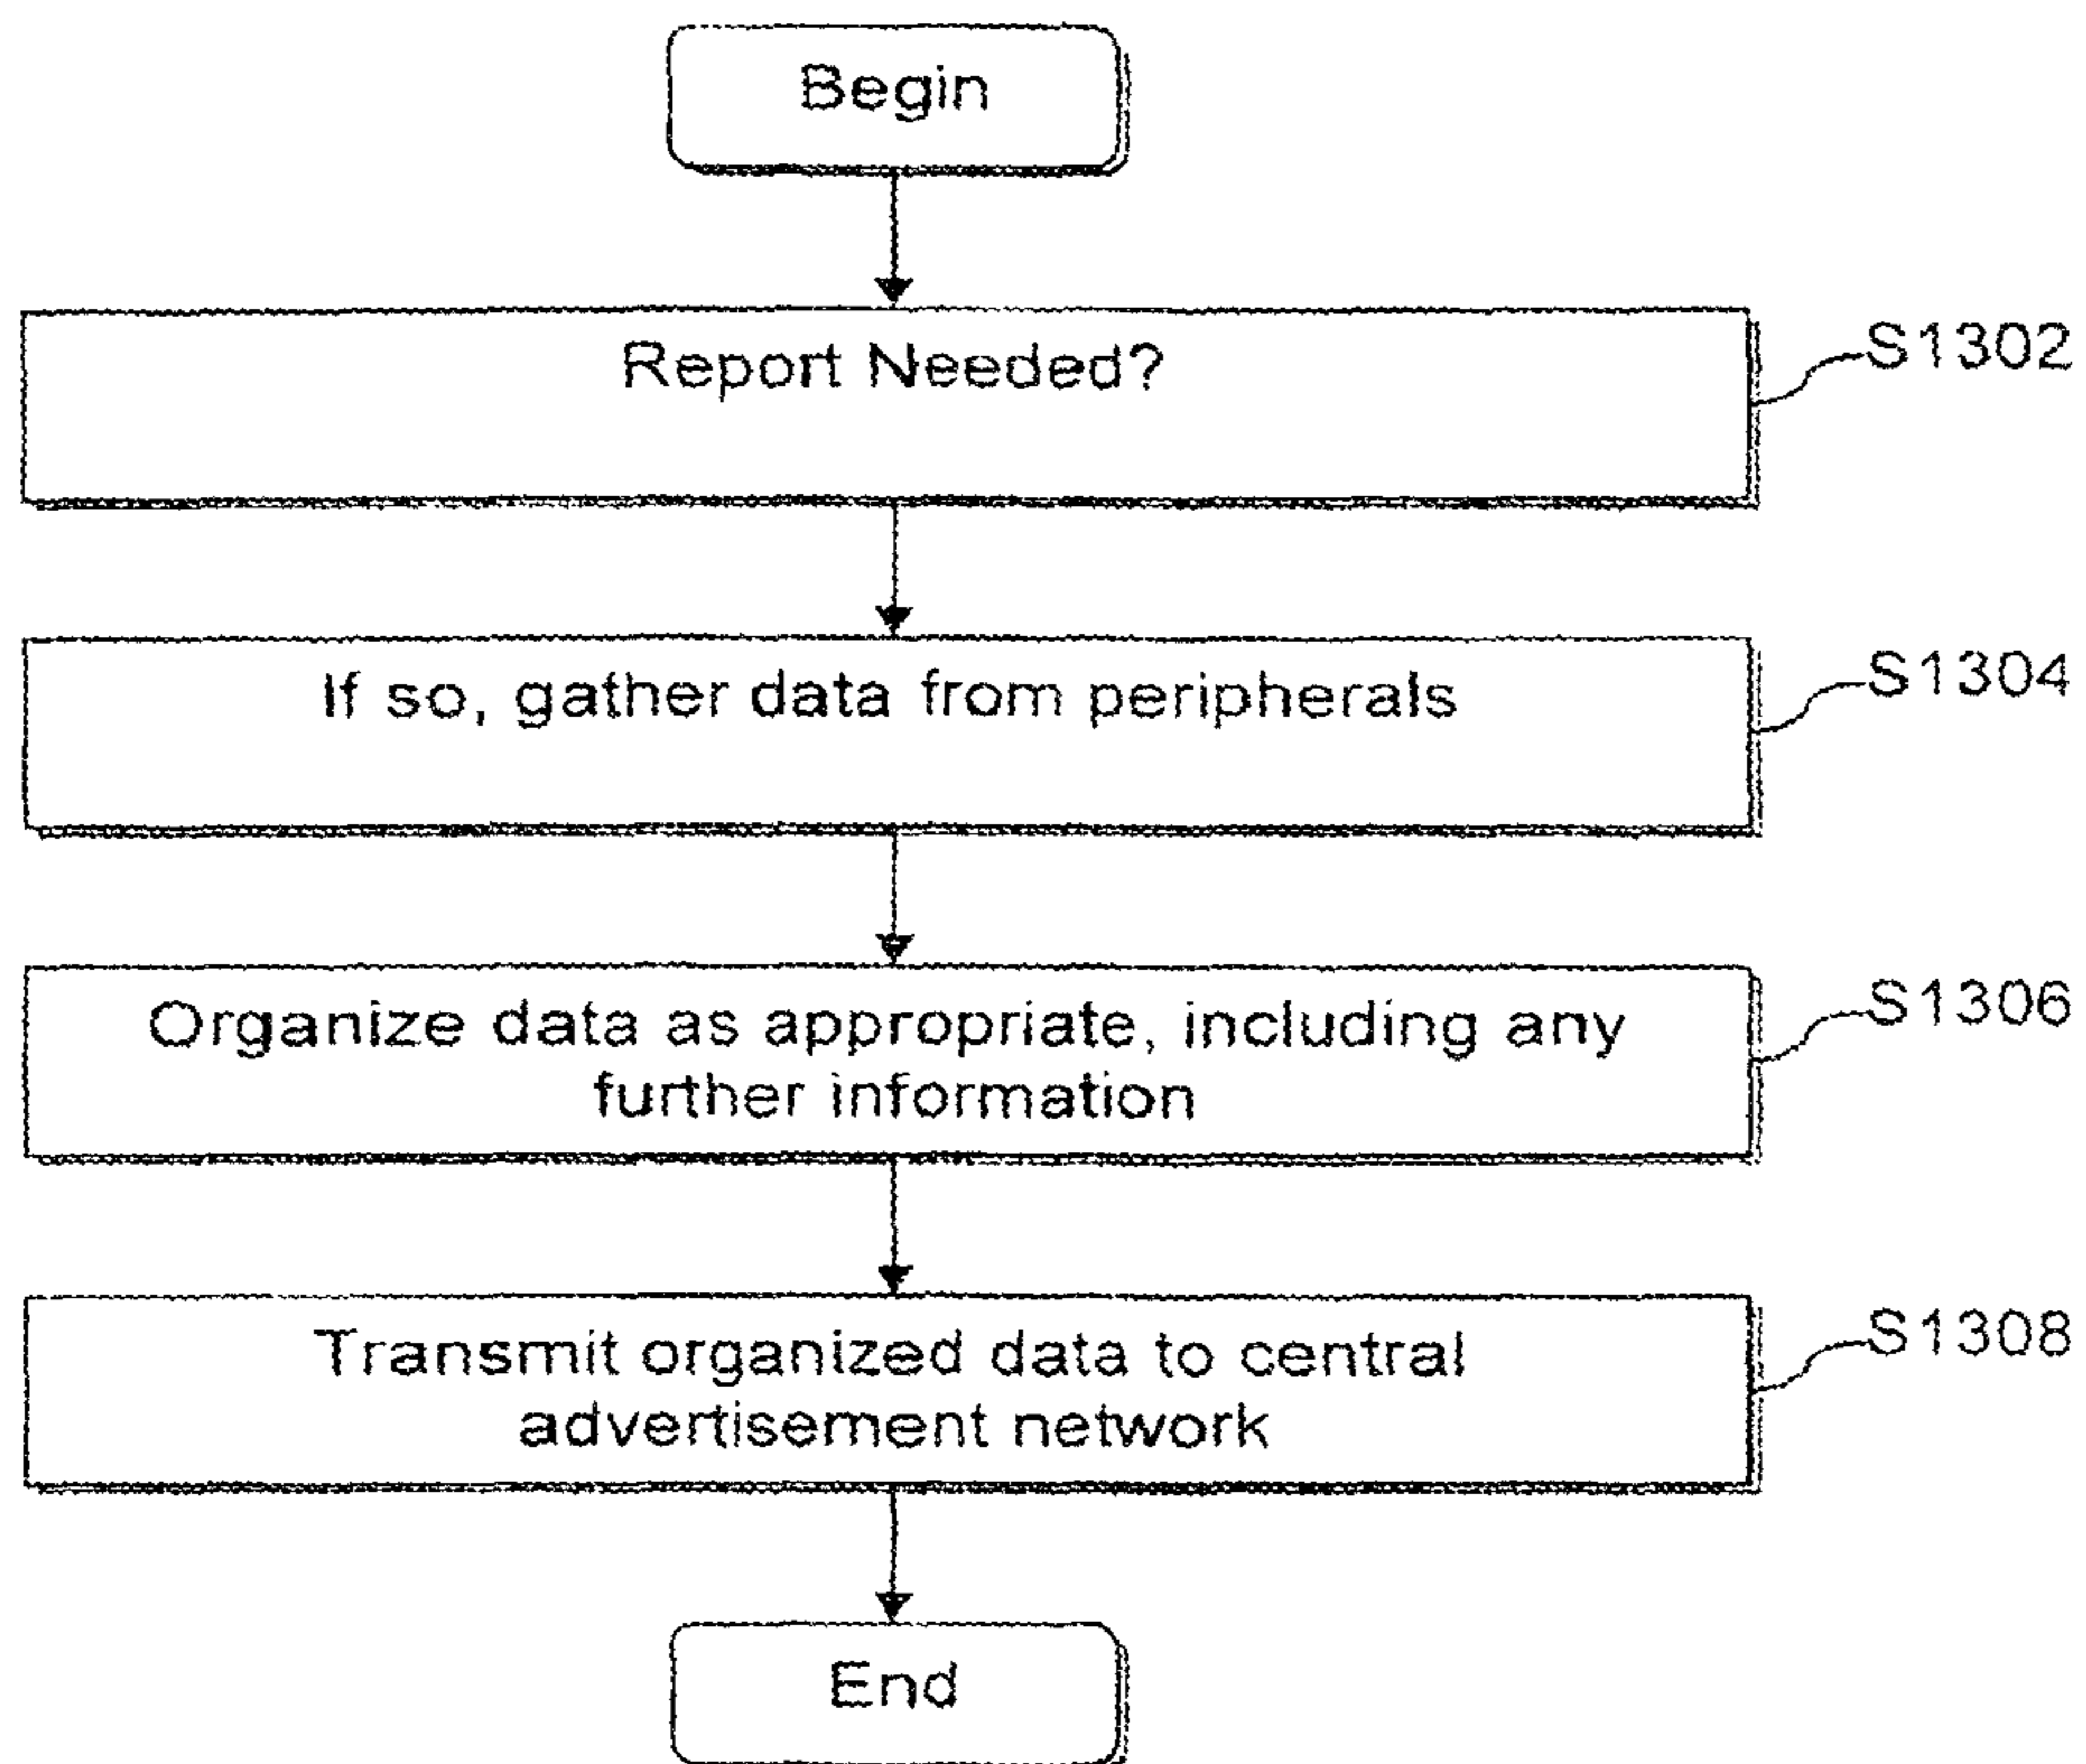 Begin
Report Needed?
S1302
If so, gather data from peripherals
S1304
Organize data as appropriate, including any
further information
S1306
Transmit organized data to central
advertisement network
S1308
End